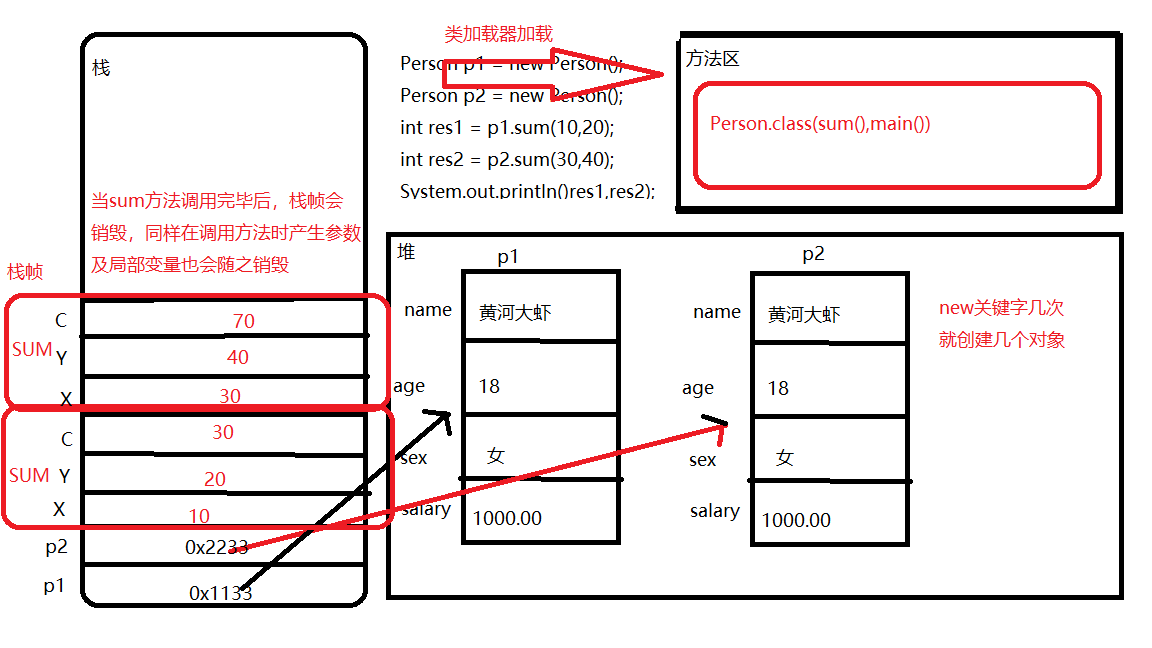 类加载器加载
栈
Person p1 = new Person();
Person p2 = new Person();
int res1 = p1.sum(10,20);
int res2 = p2.sum(30,40);
System.out.println()res1,res2);
方法区
Person.class(sum(),main())
当sum方法调用完毕后，栈帧会
销毁，同样在调用方法时产生参数
及局部变量也会随之销毁
栈帧
C 70
SUM
Y 40
X 30
C 30
SUM Y 20
X 10
p2 0x2233
p1 0x1133
堆
p1
name 黄河大虾
age 18
sex 女
salary 1000.00
p2
name 黄河大虾
age 18
sex 女
salary 1000.00
new关键字几次
就创建几个对象